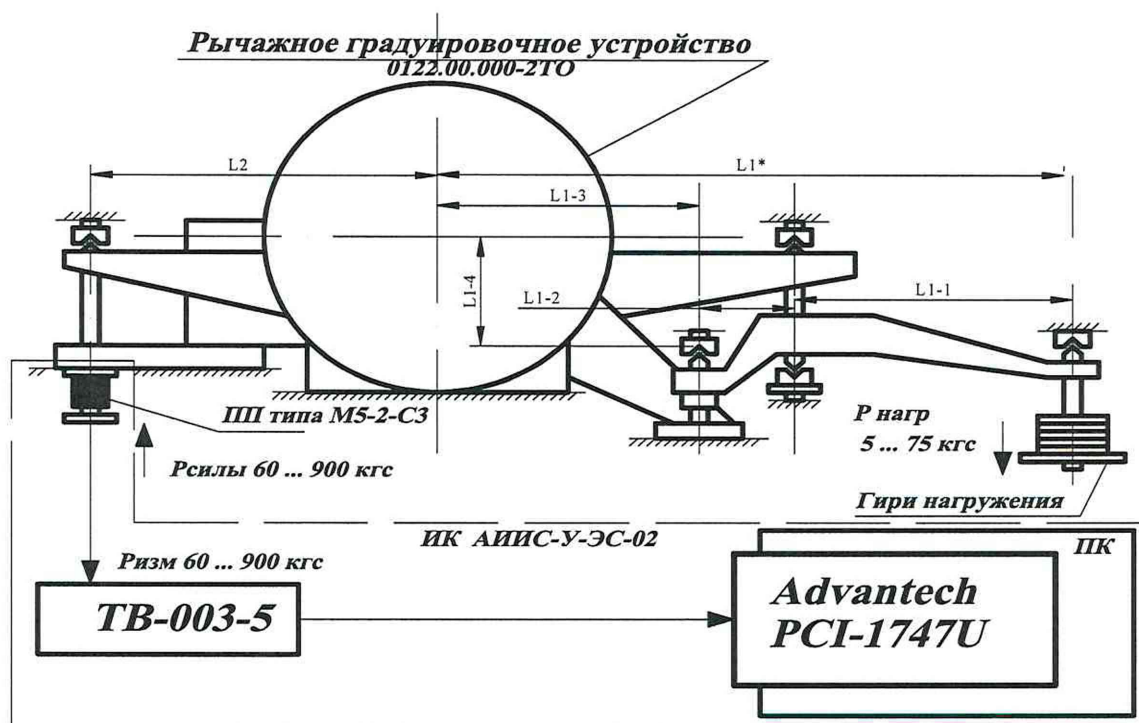 Рычажное градуировочное устройство
0122.00.000-2ТО
L2
L1*
L1-3
L1-4
L1-2
L1-1
ПП типа М5-2-С3
Р нагр
5 ... 75 кгс
Рсилы 60 ... 900 кгс
Гири нагружения
ИК АИИС-У-ЭС-02
ПК
Ризм 60 ... 900 кгс
ТВ-003-5
Advantech
PCI-1747U